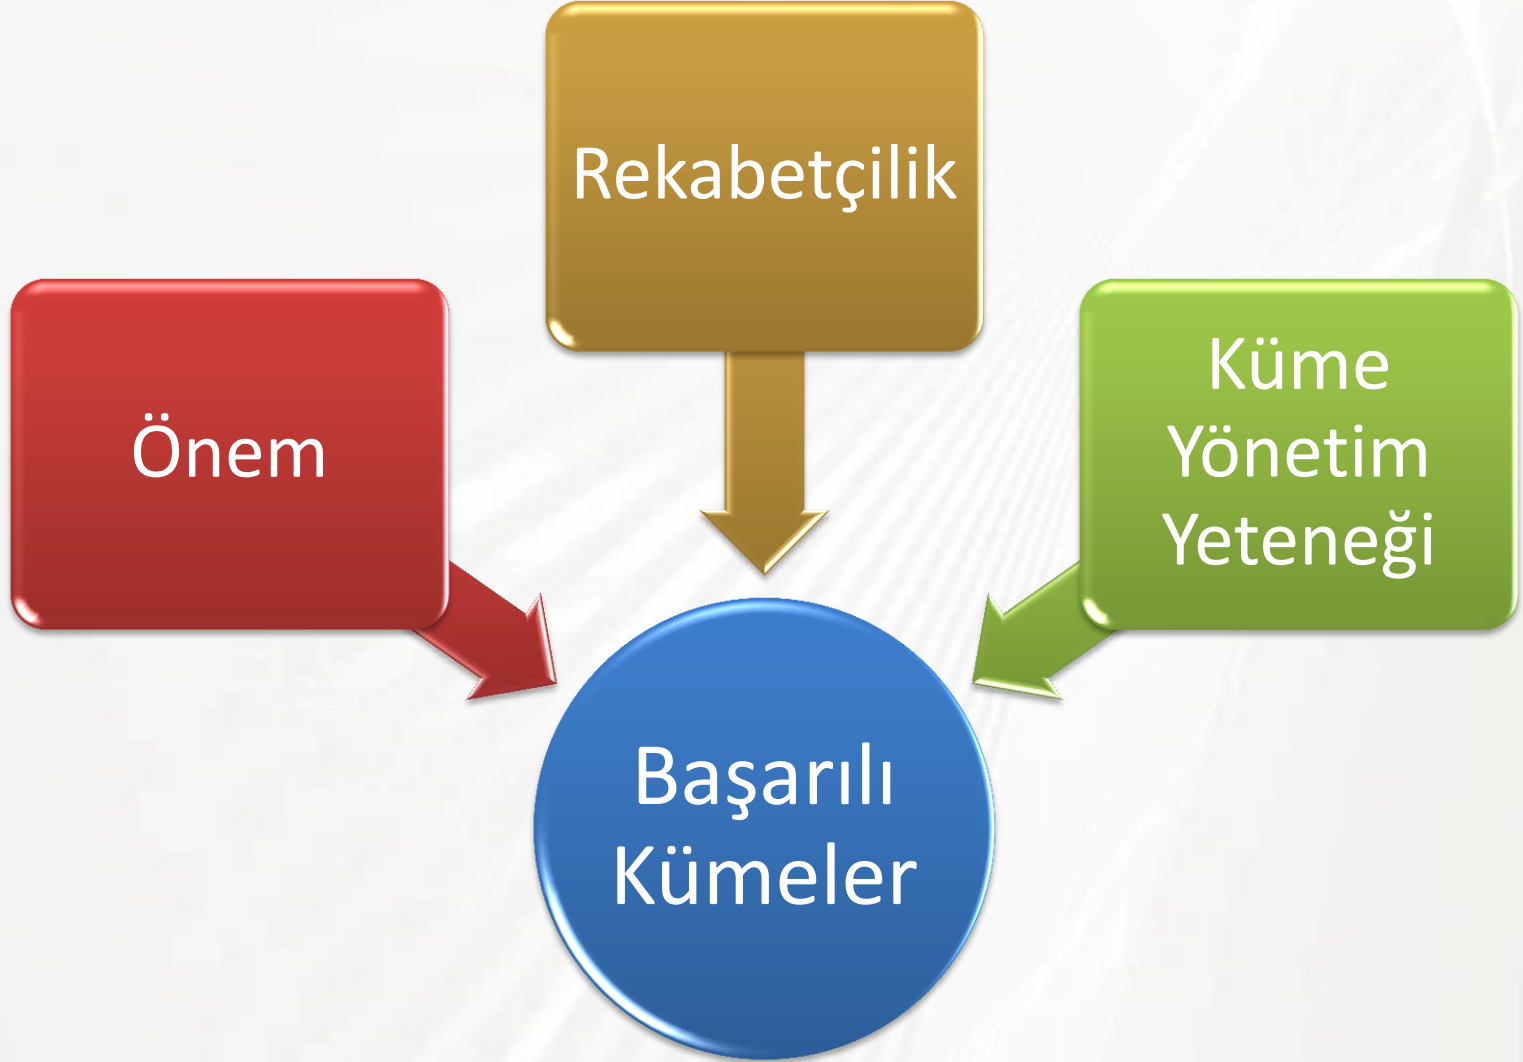 Rekabetçilik
Önem
Küme
Yönetim
Yeteneği
Başarılı
Kümeler